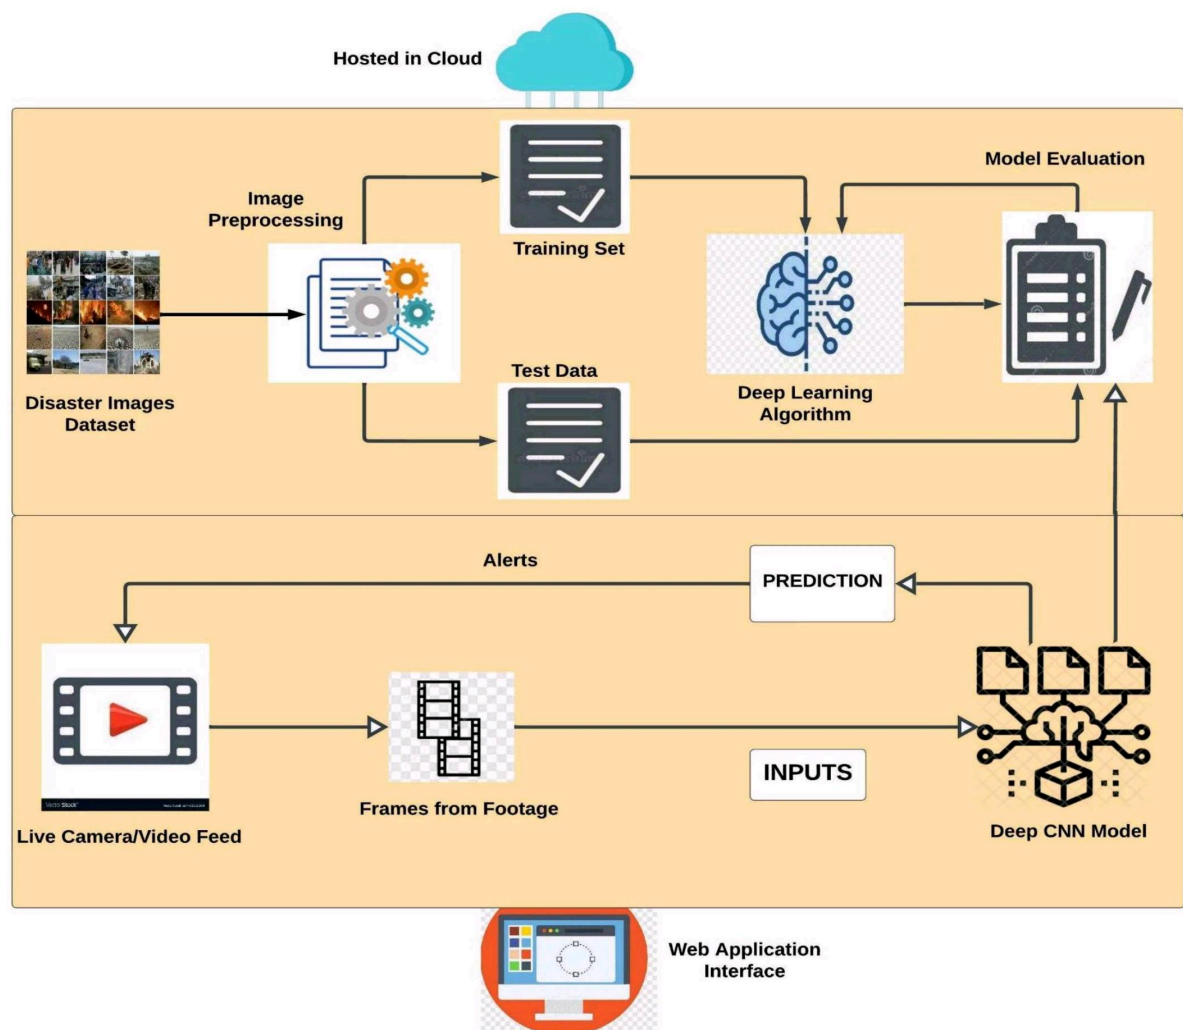 Hosted in Cloud
Model Evaluation
Image
Preprocessing
Training Set
Disaster Images
Dataset
Test Data
Deep Learning
Algorithm
Alerts
PREDICTION
INPUTS
VectorStock
Live Camera/Video Feed
Frames from Footage
Deep CNN Model
Web Application
Interface